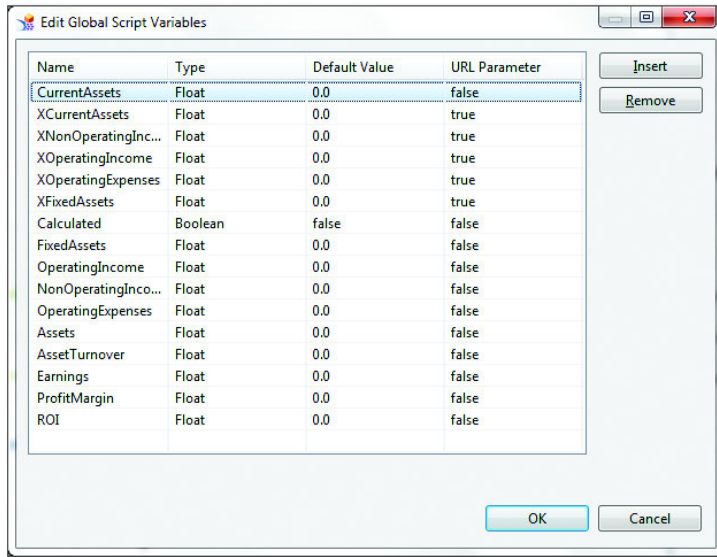 Edit Global Script Variables
Name Type Default Value URL Parameter
CurrentAssets Float 0.0 false
XCurrentAssets Float 0.0 true
XNonOperatingInc... Float 0.0 true
XOperatingIncome Float 0.0 true
XOperatingExpenses Float 0.0 true
XFixedAssets Float 0.0 true
Calculated Boolean false false
FixedAssets Float 0.0 false
OperatingIncome Float 0.0 false
NonOperatingInco... Float 0.0 false
OperatingExpenses Float 0.0 false
Assets Float 0.0 false
AssetTurnover Float 0.0 false
Earnings Float 0.0 false
ProfitMargin Float 0.0 false
ROI Float 0.0 false
Insert
Remove
OK Cancel